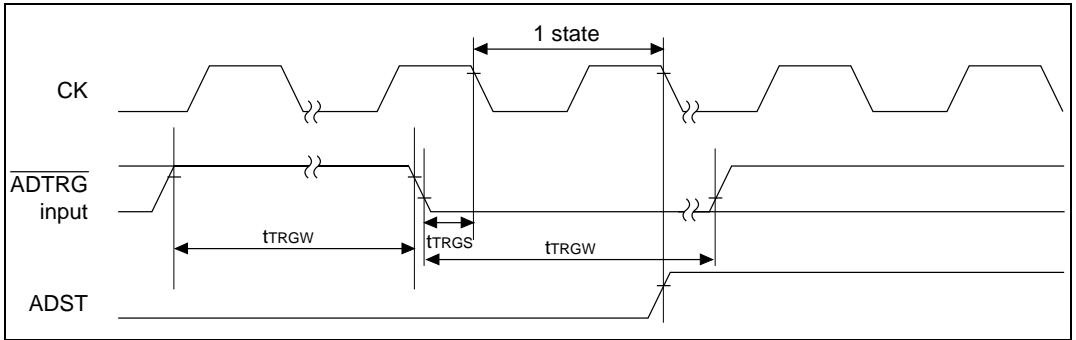 1 state
CK
ADTRG
input
tTRGW
tTRGS
tTRGW
ADST